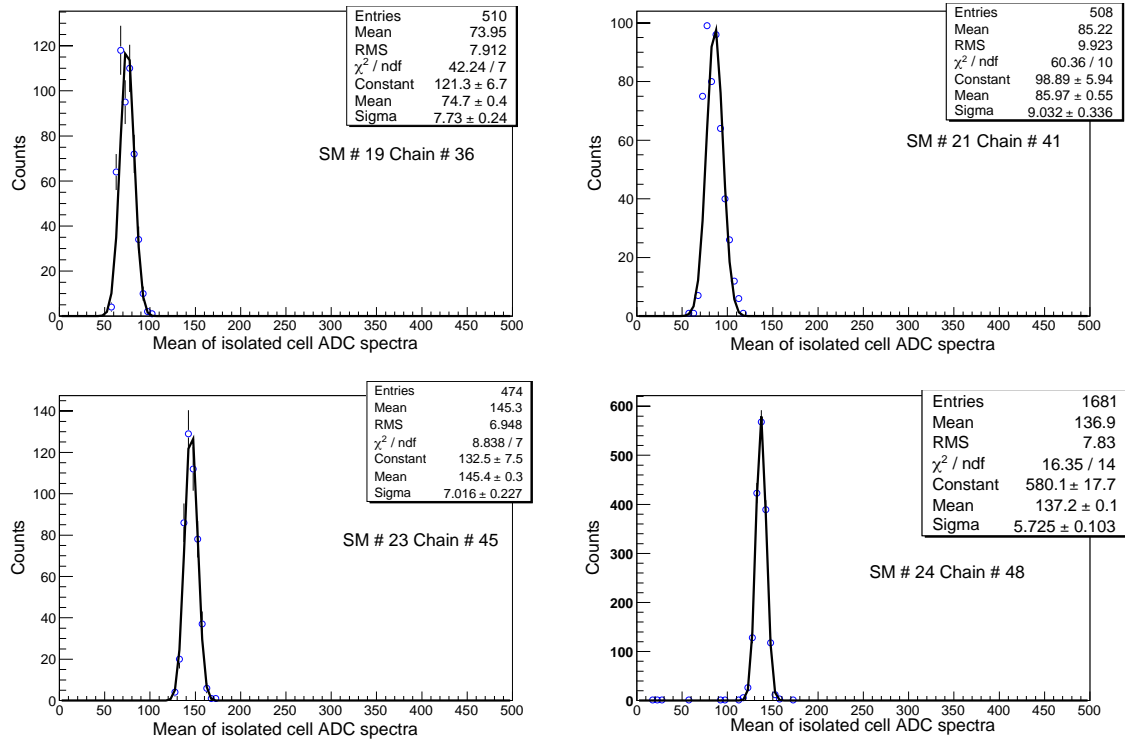 Entries 510
Mean 73.95
RMS 7.912
χ² / ndf 42.24 / 7
Constant 121.3 ± 6.7
Mean 74.7 ± 0.4
Sigma 7.73 ± 0.24
SM # 19 Chain # 36
Counts
0 20 40 60 80 100 120
0 50 100 150 200 250 300 350 400 450 500
Mean of isolated cell ADC spectra
Entries 508
Mean 85.22
RMS 9.923
χ² / ndf 60.36 / 10
Constant 98.89 ± 5.94
Mean 85.97 ± 0.55
Sigma 9.032 ± 0.336
SM # 21 Chain # 41
Counts
0 20 40 60 80 100
0 50 100 150 200 250 300 350 400 450 500
Mean of isolated cell ADC spectra
Entries 474
Mean 145.3
RMS 6.948
χ² / ndf 8.838 / 7
Constant 132.5 ± 7.5
Mean 145.4 ± 0.3
Sigma 7.016 ± 0.227
SM # 23 Chain # 45
Counts
0 20 40 60 80 100 120 140
0 50 100 150 200 250 300 350 400 450 500
Mean of isolated cell ADC spectra
Entries 1681
Mean 136.9
RMS 7.83
χ² / ndf 16.35 / 14
Constant 580.1 ± 17.7
Mean 137.2 ± 0.1
Sigma 5.725 ± 0.103
SM # 24 Chain # 48
Counts
0 100 200 300 400 500 600
0 50 100 150 200 250 300 350 400 450 500
Mean of isolated cell ADC spectra